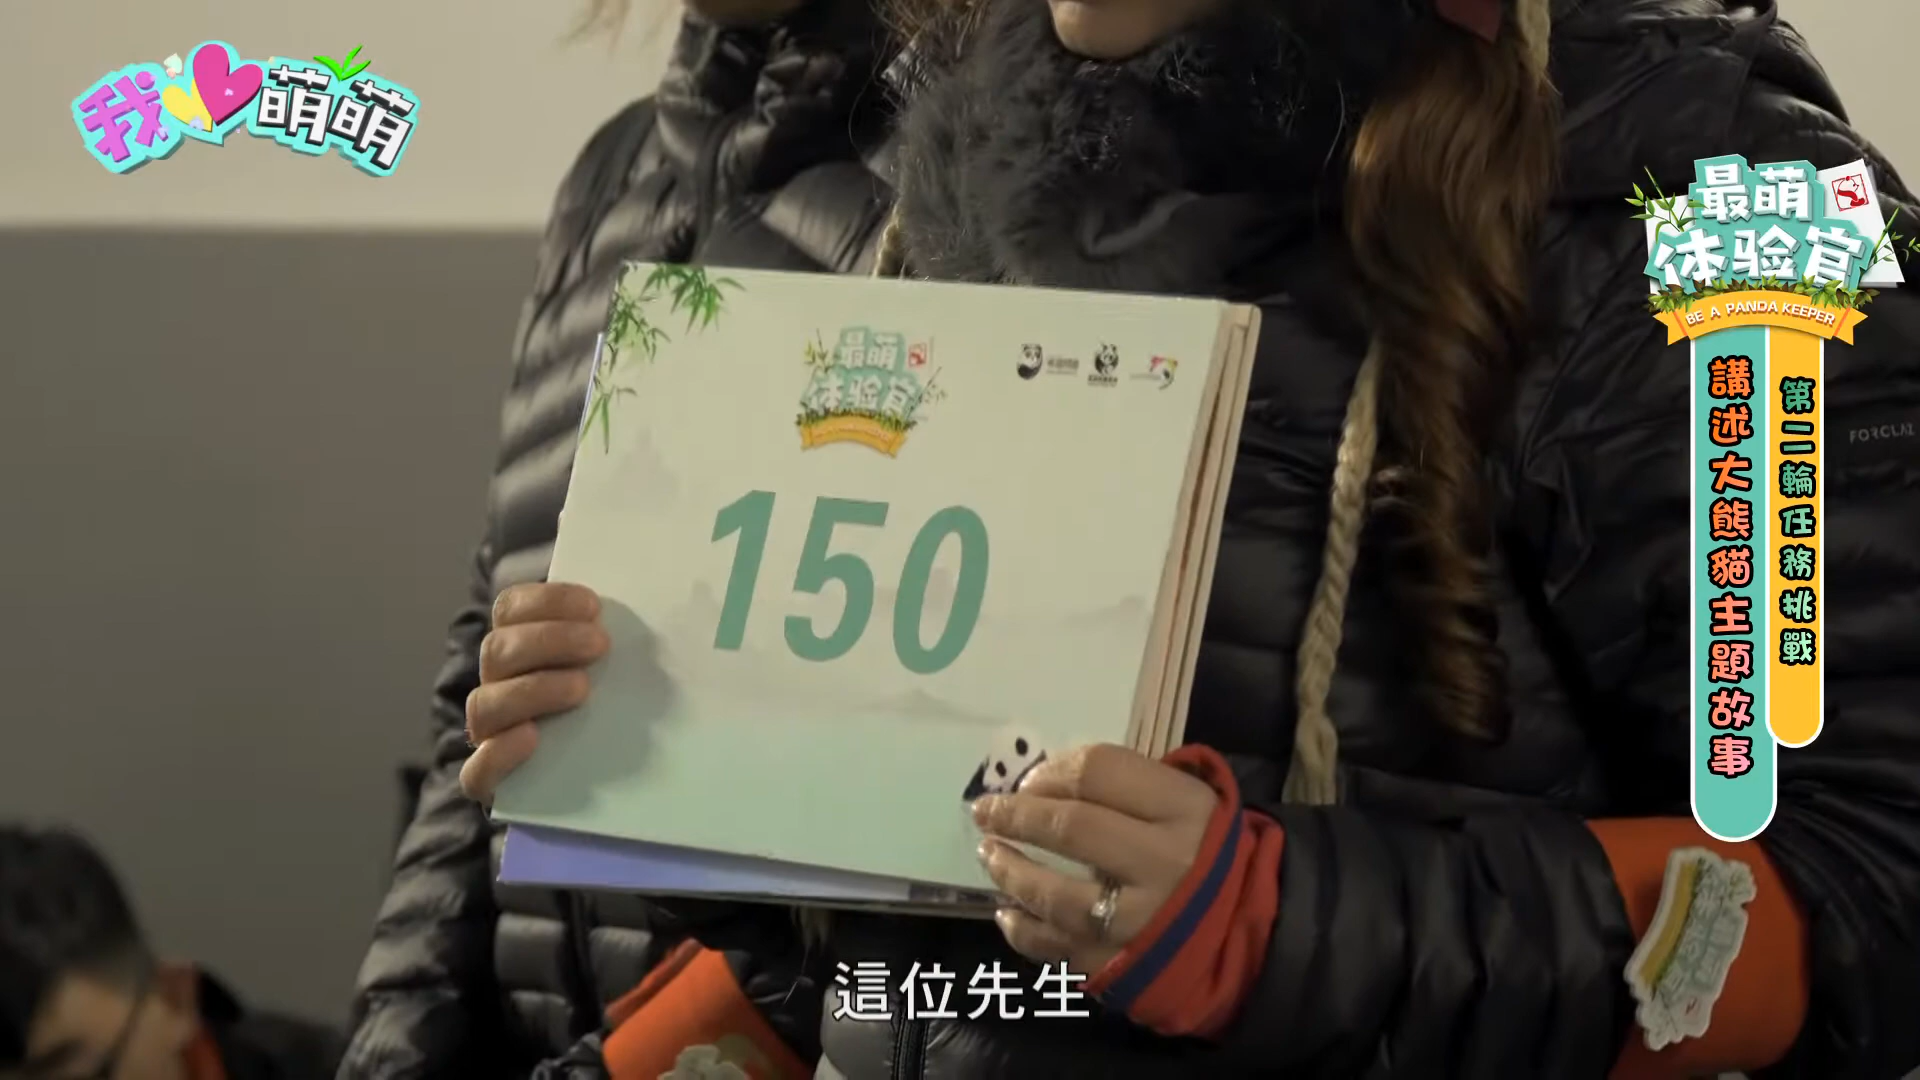 我萌萌
最萌
体验官
BE A PANDA KEEPER
第二輪任務挑戰
講述大熊貓主題故事
FORCLAZ
最萌
体验官
150
這位先生